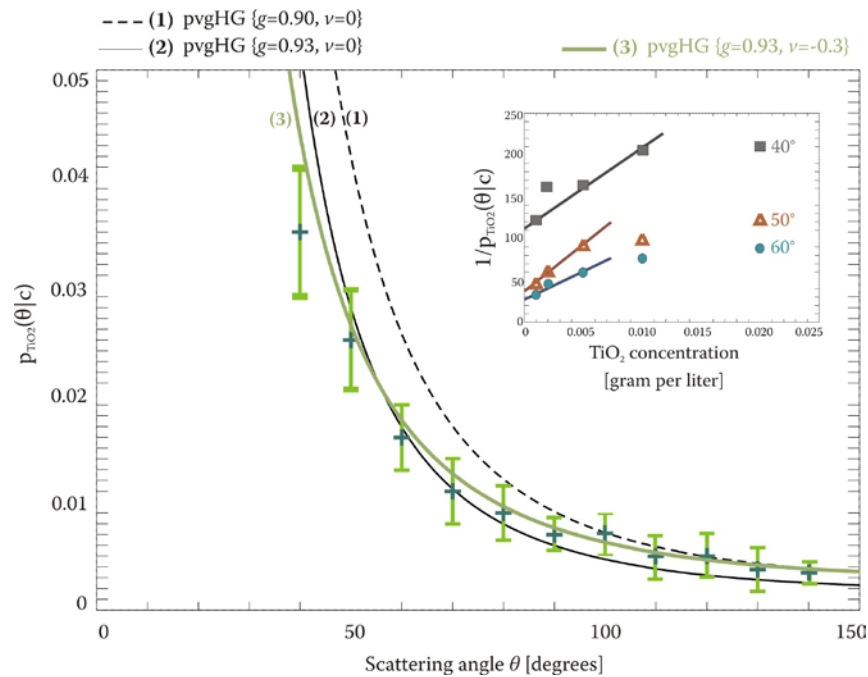 (1) pvgHG {g=0.90, ν=0}
(2) pvgHG {g=0.93, ν=0}
(3) pvgHG {g=0.93, ν=-0.3}
0.05
0.04
0.03
0.02
0.01
0
p_TiO2(θ|c)
(3)
(2)
(1)
250
200
150
100
50
0
1/p_TiO2(θ|c)
40°
50°
60°
0 0.005 0.010 0.015 0.020 0.025
TiO₂ concentration
[gram per liter]
0 50 100 150
Scattering angle θ [degrees]